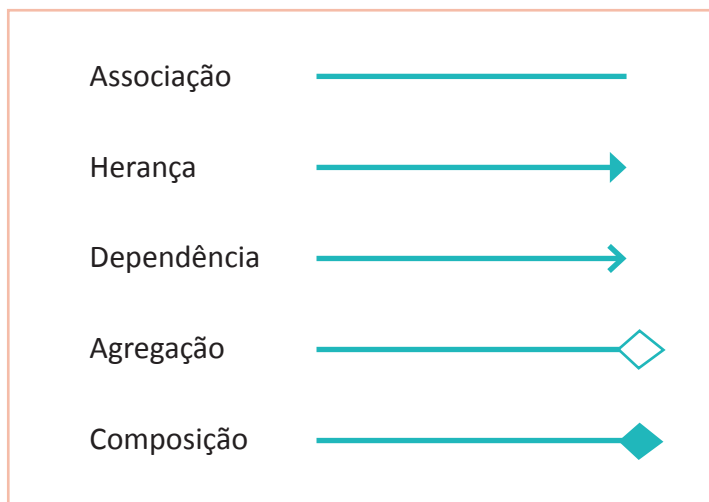 Associação
Herança
Dependência
Agregação
Composição